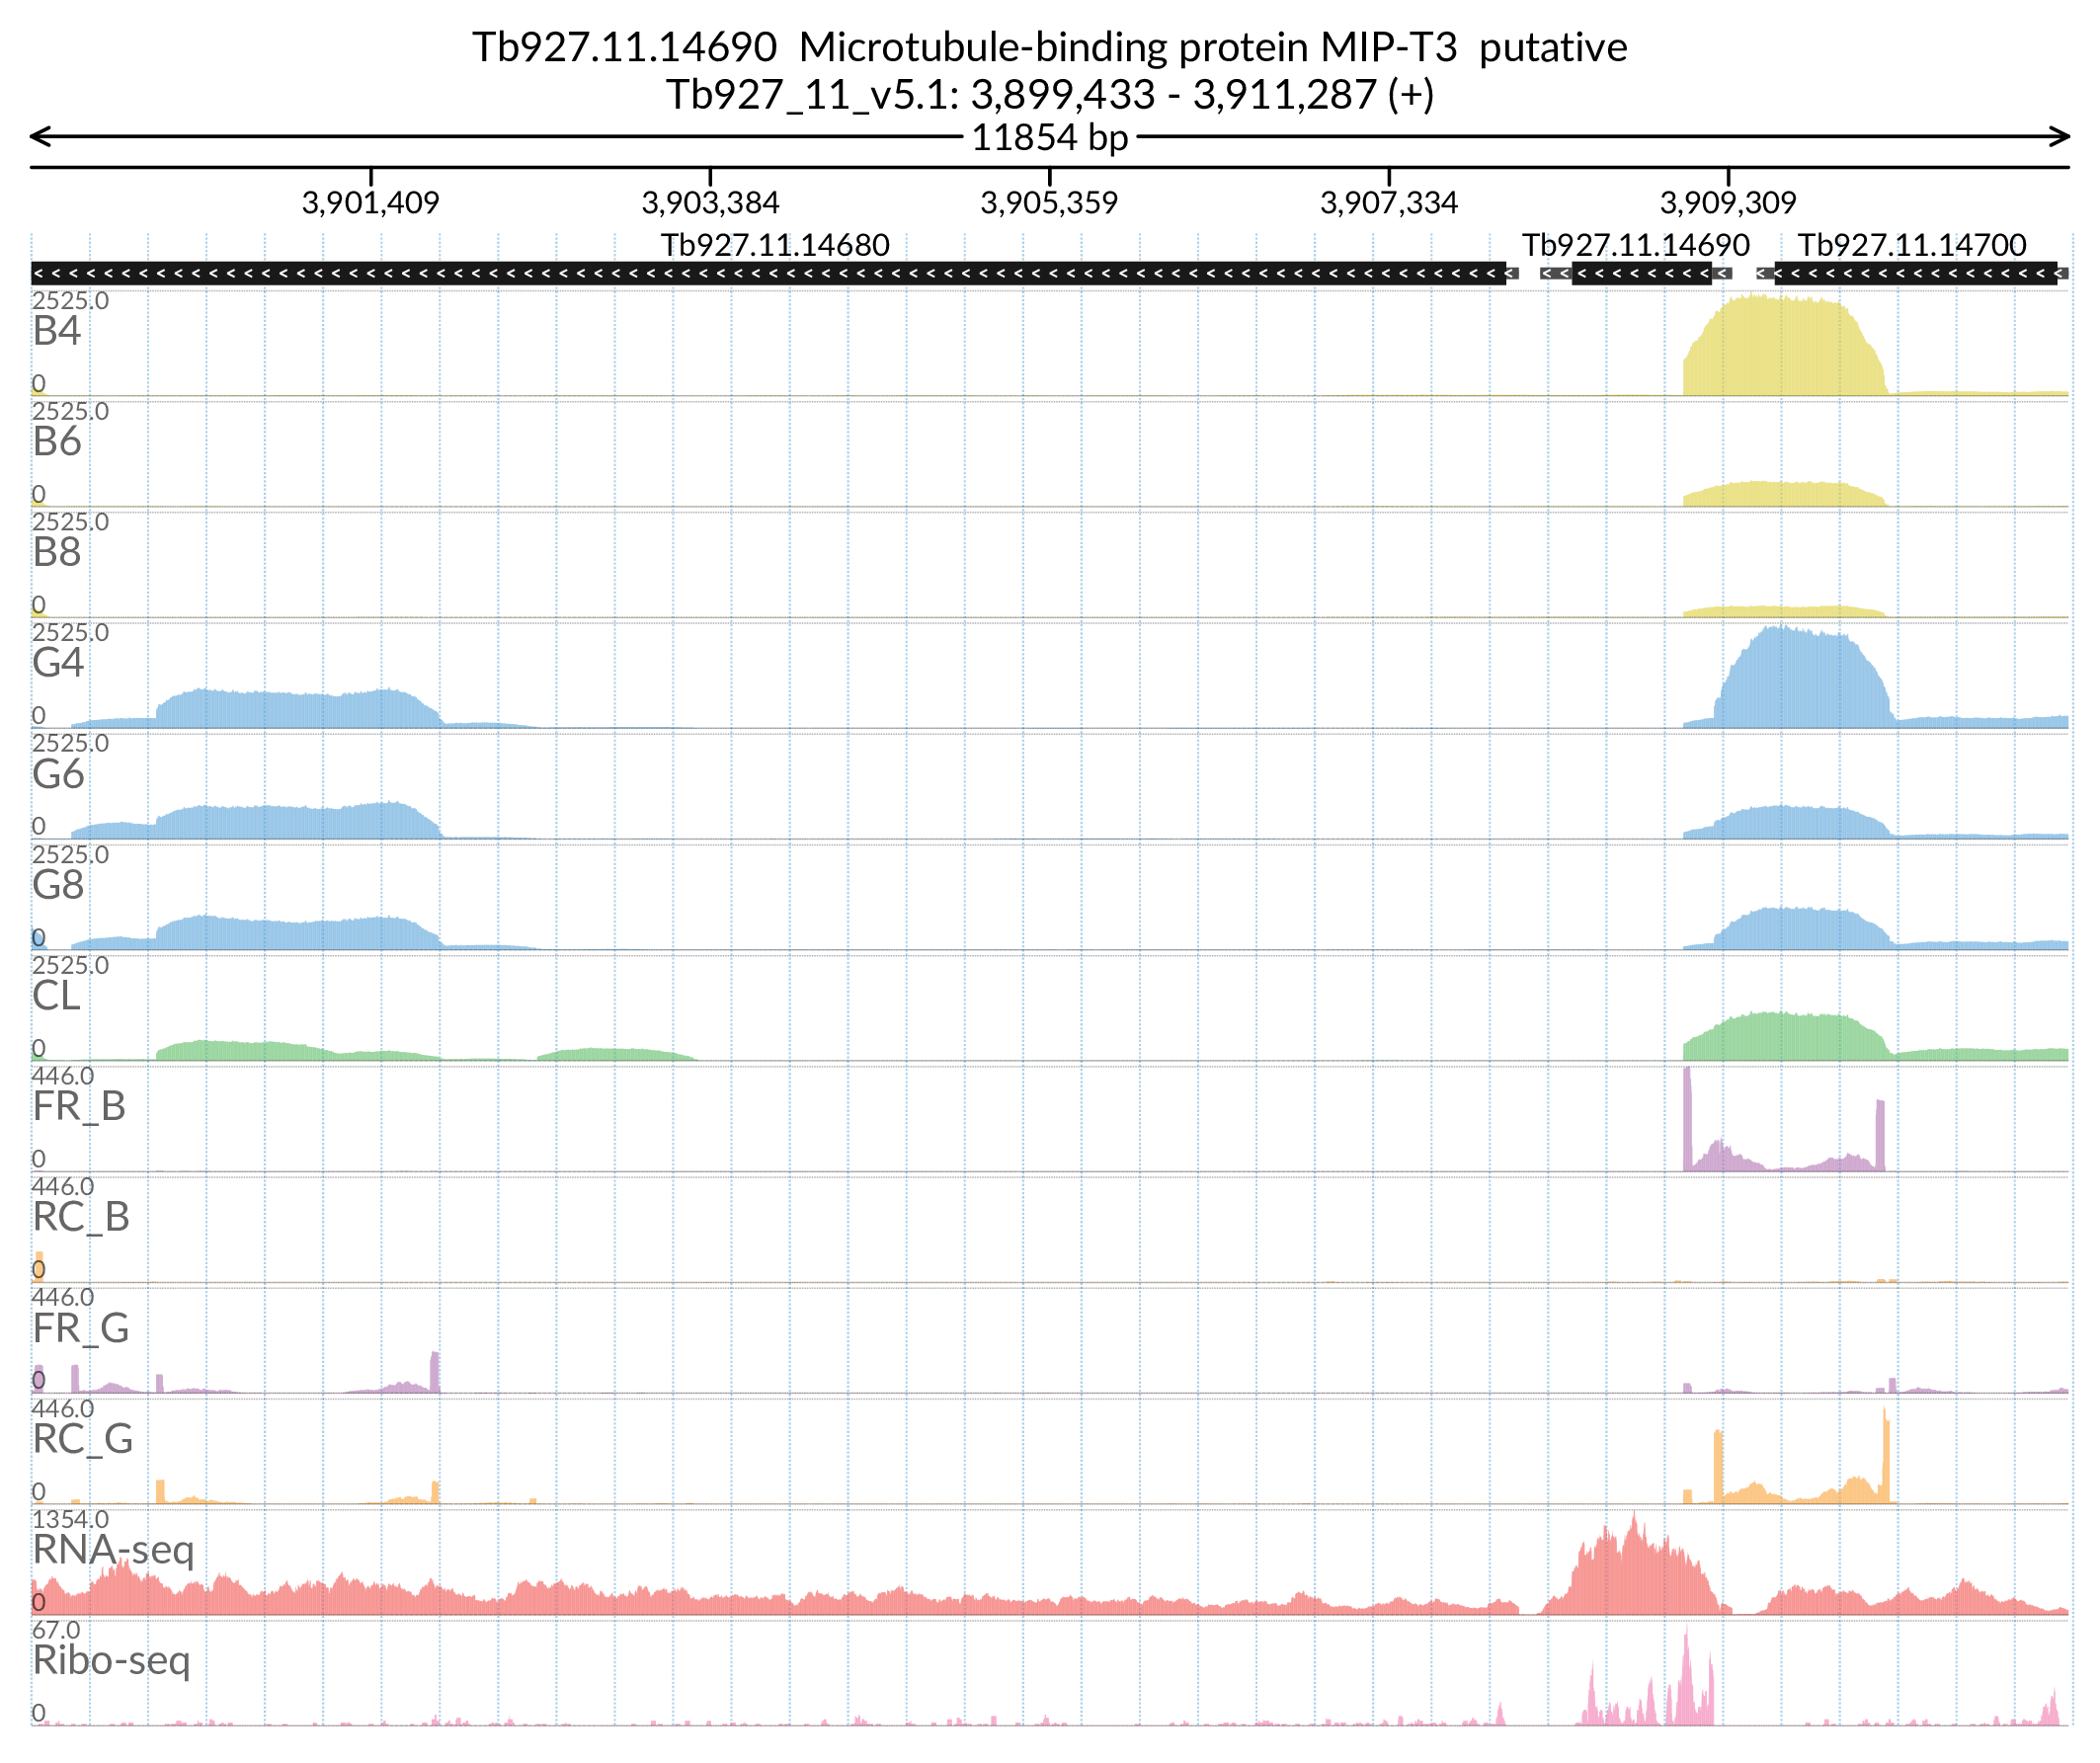 Tb927.11.14690  Microtubule-binding protein MIP-T3  putative
Tb927_11_v5.1: 3,899,433 - 3,911,287 (+)
11854 bp
3,901,409 3,903,384 3,905,359 3,907,334 3,909,309
Tb927.11.14680 Tb927.11.14690 Tb927.11.14700
2525.0
B4
0
2525.0
B6
0
2525.0
B8
0
2525.0
G4
0
2525.0
G6
0
2525.0
G8
0
2525.0
CL
0
446.0
FR_B
0
446.0
RC_B
0
446.0
FR_G
0
446.0
RC_G
0
1354.0
RNA-seq
0
67.0
Ribo-seq
0